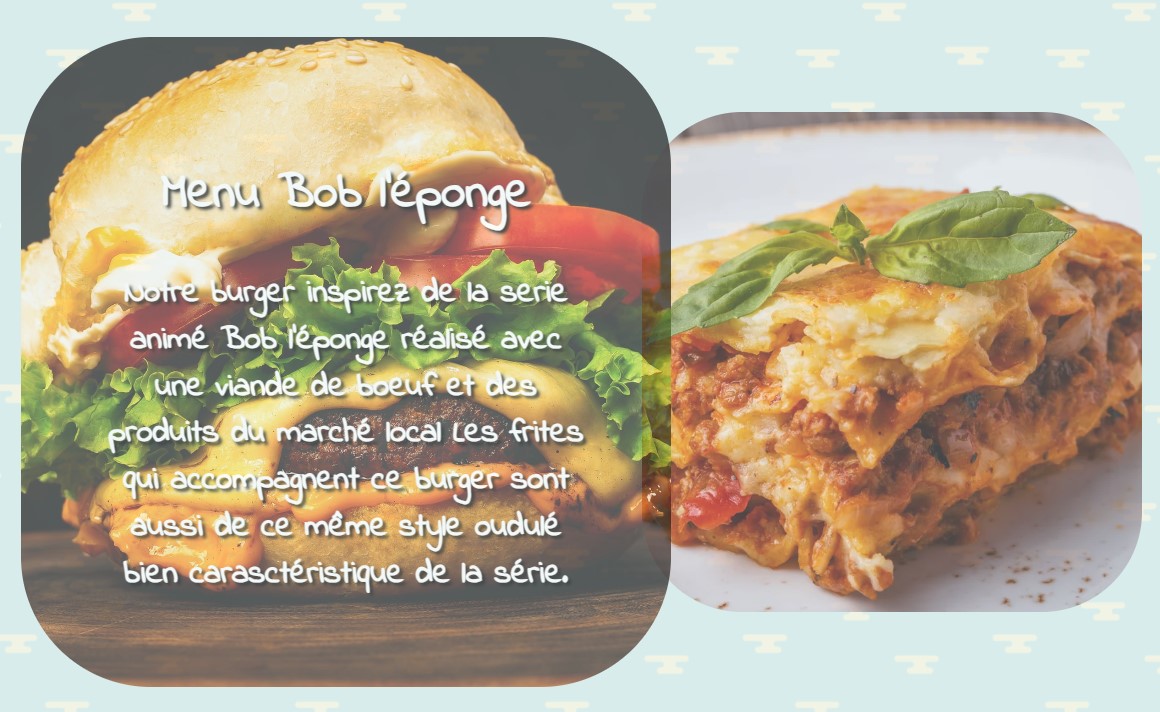 Menu Bob l'éponge
Notre burger inspirez de la serie
animé Bob l'éponge réalisé avec
une viande de boeuf et des
produits du marché local Les frites
qui accompagnent ce burger sont
aussi de ce même style oudulé
bien carasctéristique de la série.